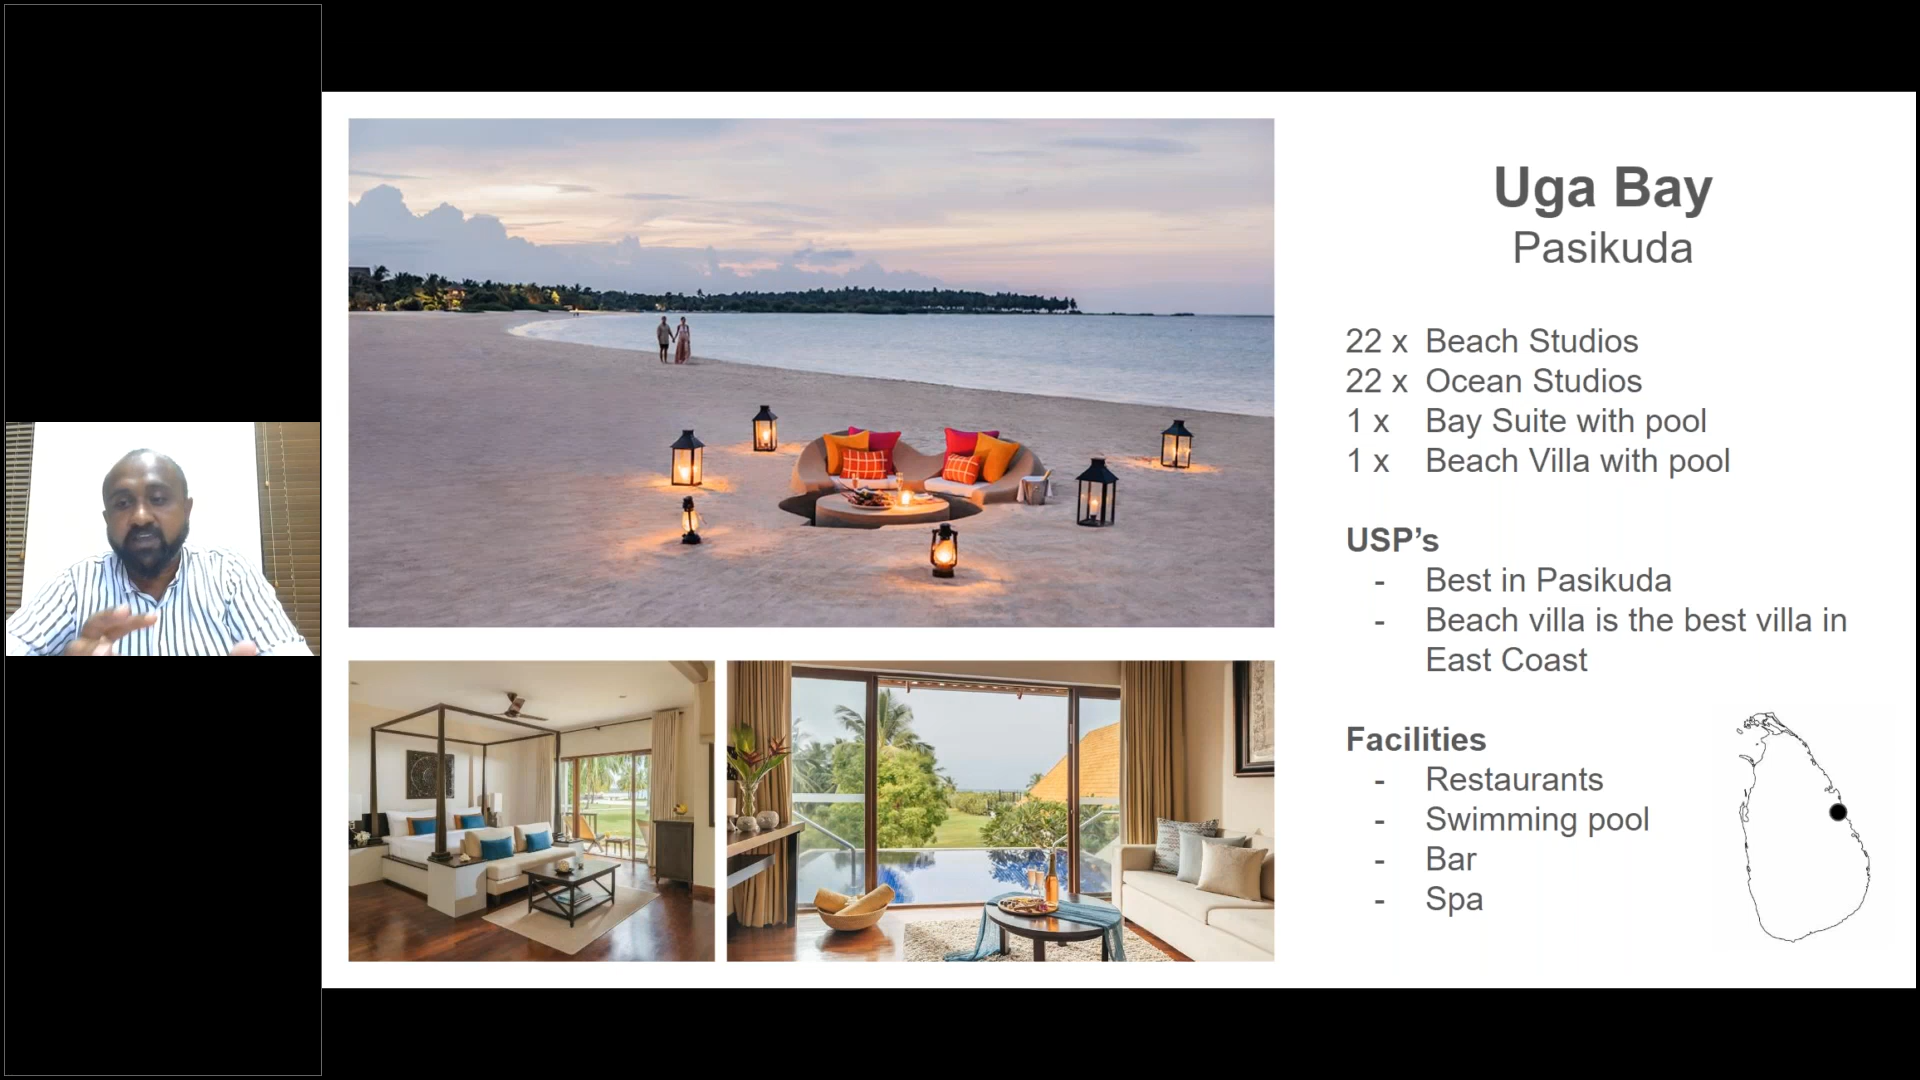 Uga Bay
Pasikuda
22 x Beach Studios
22 x Ocean Studios
1 x Bay Suite with pool
1 x Beach Villa with pool
USP’s
- Best in Pasikuda
- Beach villa is the best villa in
East Coast
Facilities
- Restaurants
- Swimming pool
- Bar
- Spa